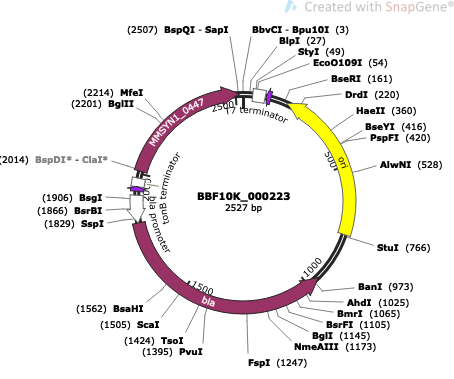 Created with SnapGene®
(2507) BspQI - SapI
BbvCI - Bpu10I (3)
BlpI (27)
StyI (49)
EcoO109I (54)
BseRI (161)
DrdI (220)
HaeII (360)
BseYI (416)
PspFI (420)
AlwNI (528)
StuI (766)
BanI (973)
AhdI (1025)
BmrI (1065)
BsrFI (1105)
BglI (1145)
NmeAIII (1173)
FspI (1247)
(1395) PvuI
(1424) TsoI
(1505) ScaI
(1562) BsaHI
(1829) SspI
(1866) BsrBI
(1906) BsgI
(2014) BspDI* - ClaI*
(2201) BglII
(2214) MfeI
MMSYN1_0447
2500
T7 terminator
ori
500
1000
1500
bla
bla promoter
tonB terminator
BBF10K_000223
2527 bp